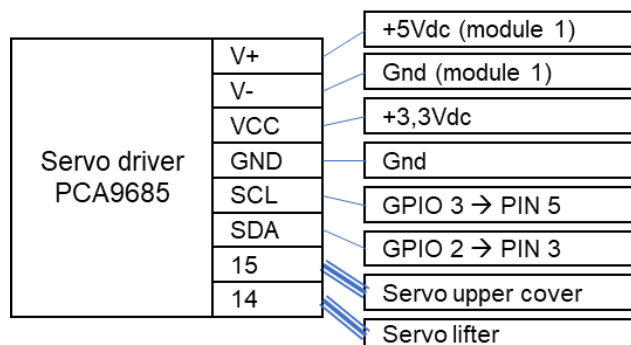 Servo driver
PCA9685
V+
V-
VCC
GND
SCL
SDA
15
14
+5Vdc (module 1)
Gnd (module 1)
+3,3Vdc
Gnd
GPIO 3 → PIN 5
GPIO 2 → PIN 3
Servo upper cover
Servo lifter